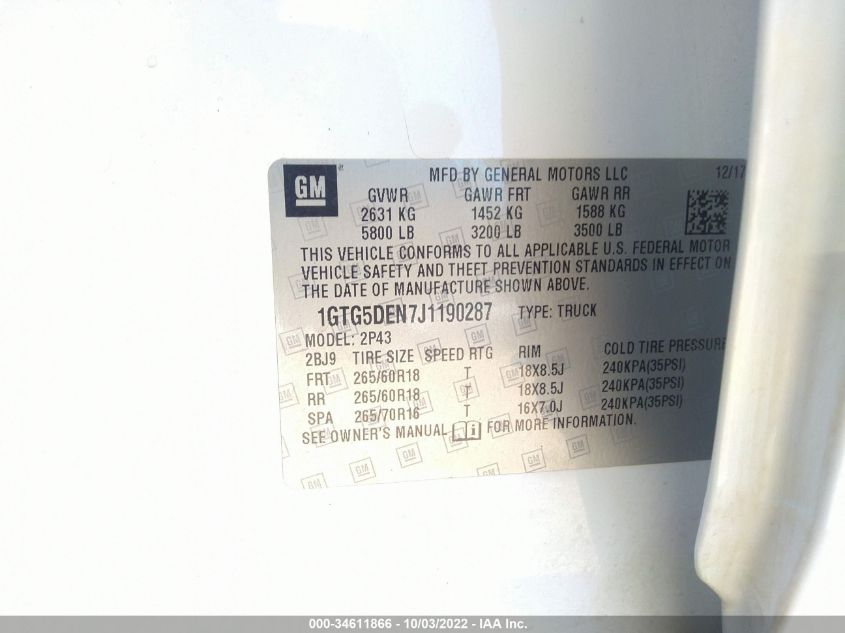 GM
MFD BY GENERAL MOTORS LLC 12/17
GVWR GAWR FRT GAWR RR
2631 KG 1452 KG 1588 KG
5800 LB 3200 LB 3500 LB
THIS VEHICLE CONFORMS TO ALL APPLICABLE U.S. FEDERAL MOTOR
VEHICLE SAFETY AND THEFT PREVENTION STANDARDS IN EFFECT ON
THE DATE OF MANUFACTURE SHOWN ABOVE.
1GTG5DEN7J1190287 TYPE: TRUCK
MODEL: 2P43
2BJ9 TIRE SIZE SPEED RTG RIM COLD TIRE PRESSURE
FRT 265/60R18 T 18X8.5J 240KPA(35PSI)
RR 265/60R18 T 18X8.5J 240KPA(35PSI)
SPA 265/70R16 T 16X7.0J 240KPA(35PSI)
SEE OWNER'S MANUAL FOR MORE INFORMATION.
000-34611866 - 10/03/2022 - IAA Inc.